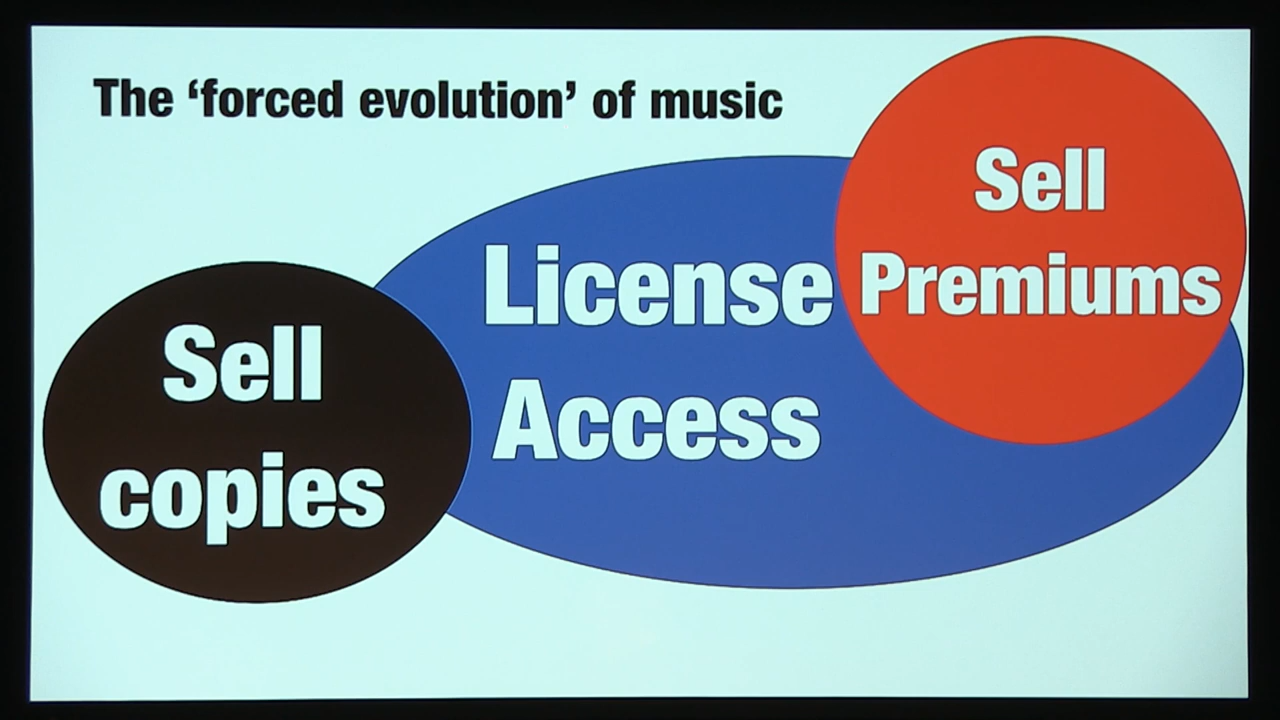 The ‘forced evolution’ of music
Sell
copies
License
Access
Sell
Premiums